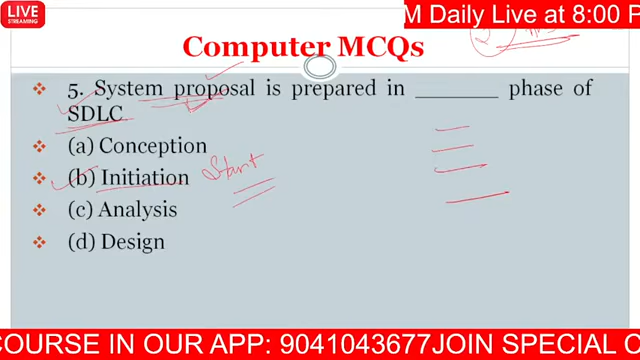 LIVE
STREAMING
M Daily Live at 8:00 P
Computer MCQs
5. System proposal is prepared in ________ phase of
SDLC
(a) Conception
(b) Initiation Start
(c) Analysis
(d) Design
COURSE IN OUR APP: 9041043677JOIN SPECIAL C